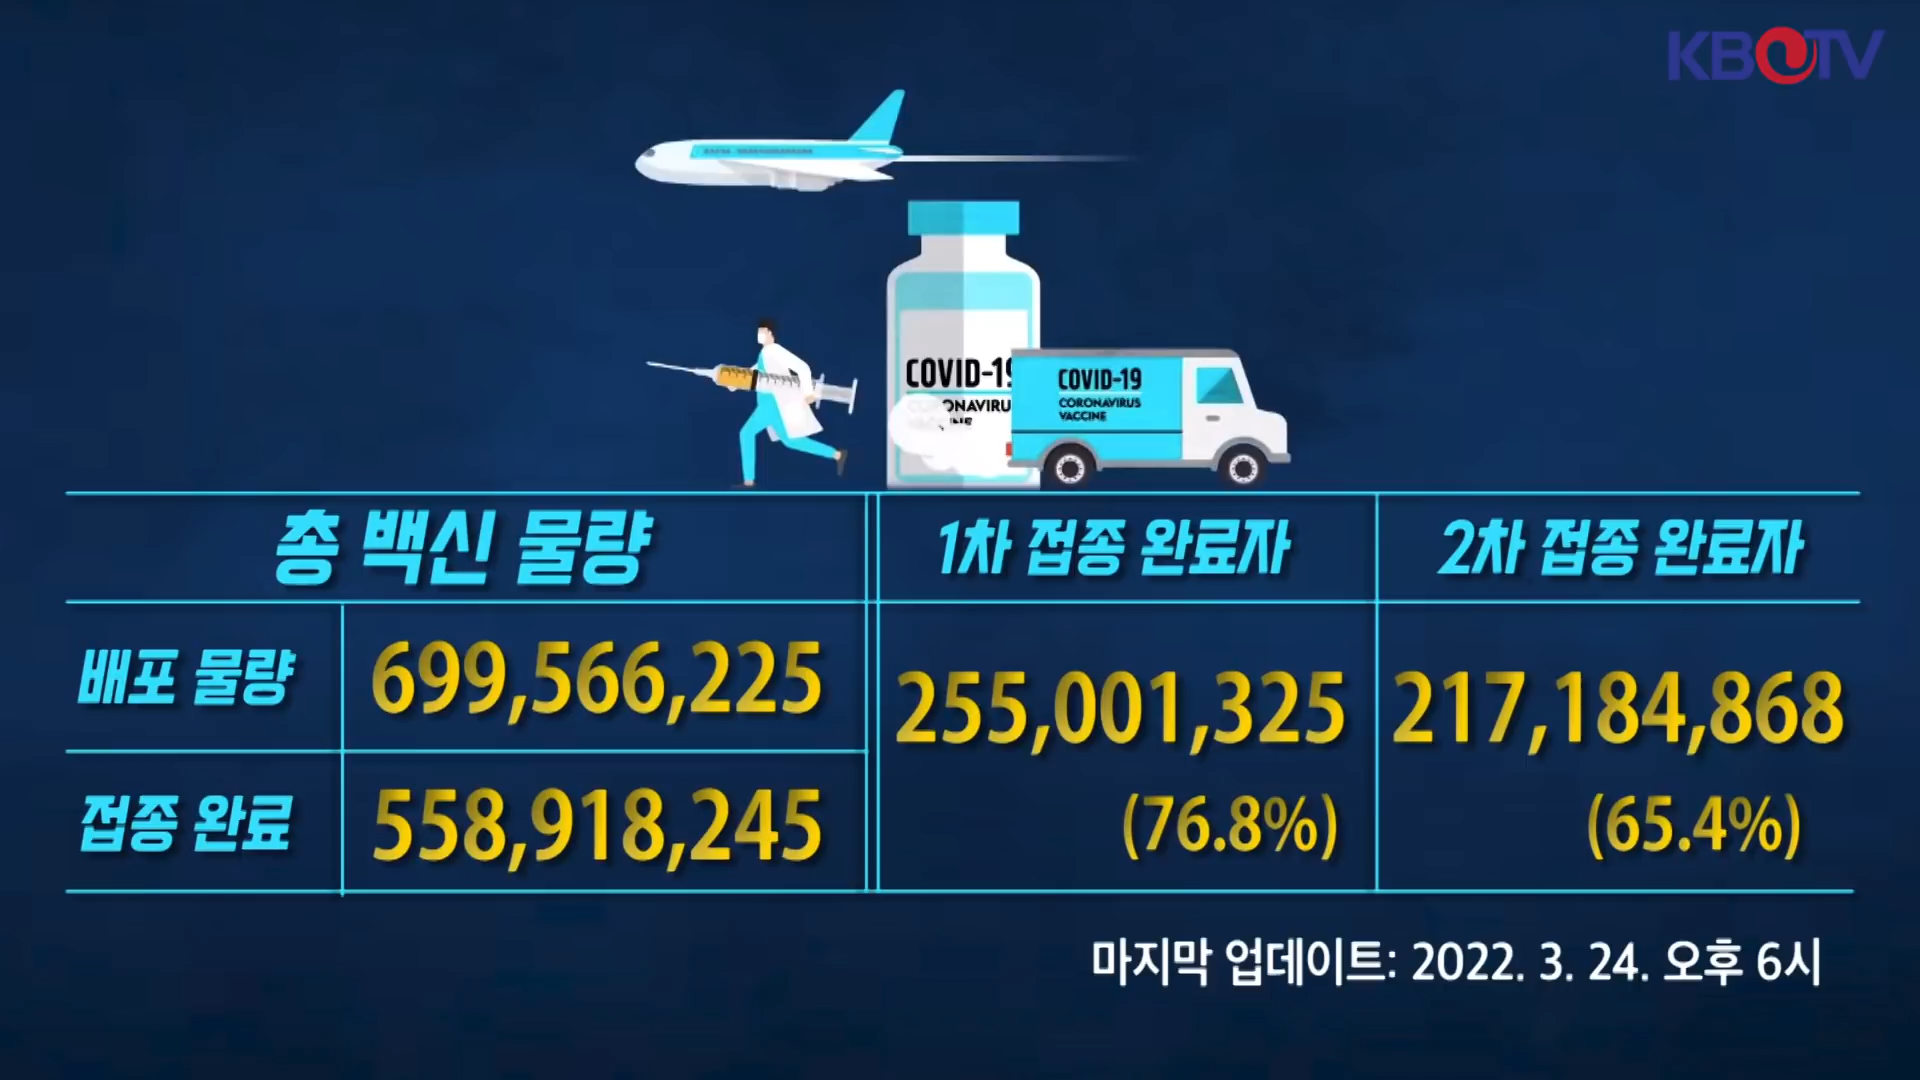 KBTV
COVID-19
COVID-19
CORONAVIRUS
VACCINE
총 백신 물량
1차 접종 완료자
2차 접종 완료자
배포 물량
699,566,225
255,001,325
217,184,868
접종 완료
558,918,245
(76.8%)
(65.4%)
마지막 업데이트: 2022. 3. 24. 오후 6시